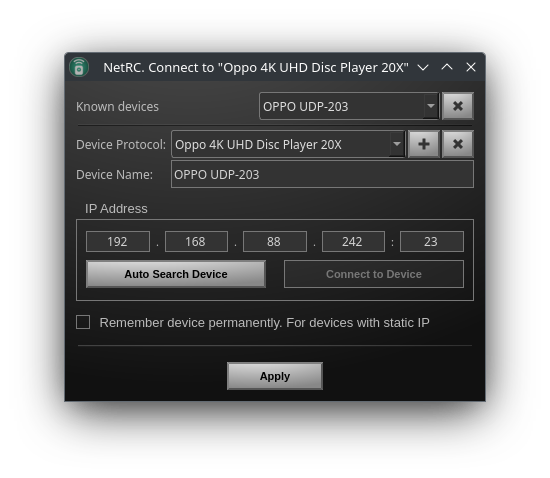 NetRC. Connect to "Oppo 4K UHD Disc Player 20X"
Known devices OPPO UDP-203
Device Protocol: Oppo 4K UHD Disc Player 20X
Device Name: OPPO UDP-203
IP Address
192 . 168 . 88 . 242 : 23
Auto Search Device Connect to Device
Remember device permanently. For devices with static IP
Apply